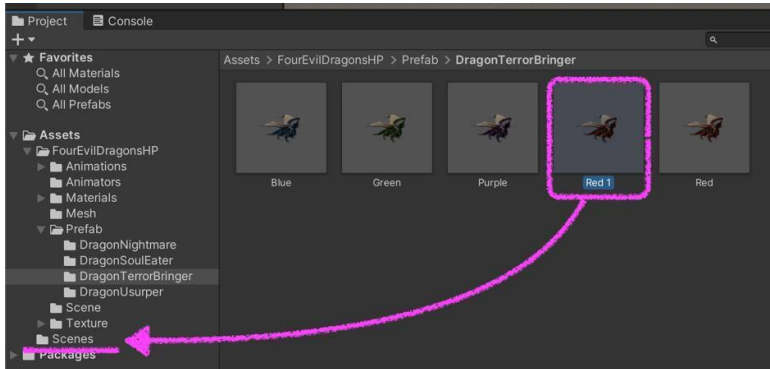 Project
Console
Favorites
All Materials
All Models
All Prefabs
Assets
FourEvilDragonsHP
Animations
Animators
Materials
Mesh
Prefab
DragonNightmare
DragonSoulEater
DragonTerrorBringer
DragonUsurper
Scene
Texture
Scenes
Packages
Assets > FourEvilDragonsHP > Prefab > DragonTerrorBringer
Blue
Green
Purple
Red 1
Red